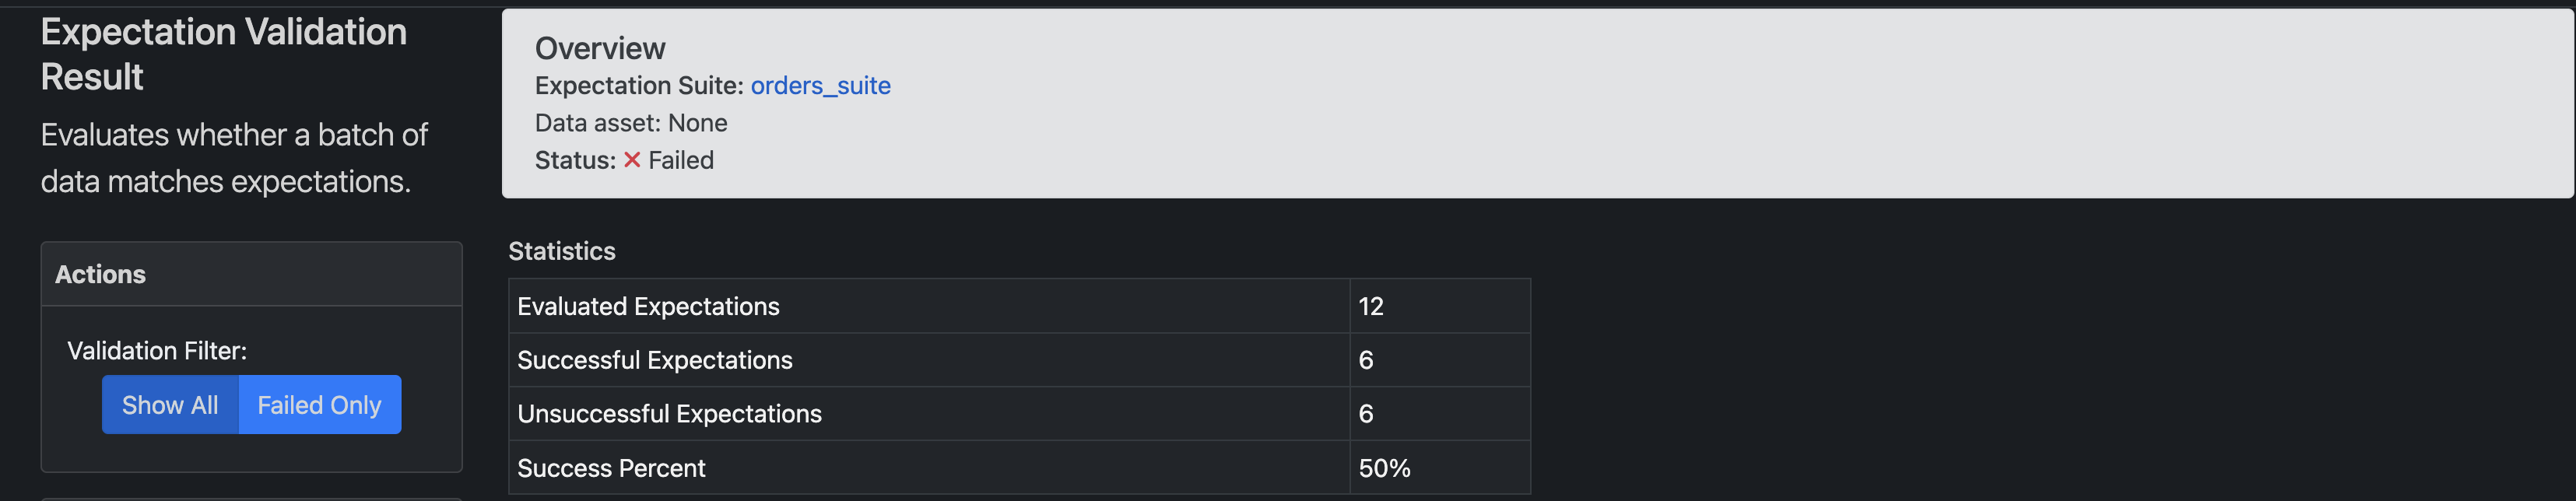 Expectation Validation
Result
Evaluates whether a batch of
data matches expectations.
Actions
Validation Filter:
Show All Failed Only
Overview
Expectation Suite: orders_suite
Data asset: None
Status: ❌ Failed
Statistics
Evaluated Expectations 12
Successful Expectations 6
Unsuccessful Expectations 6
Success Percent 50%